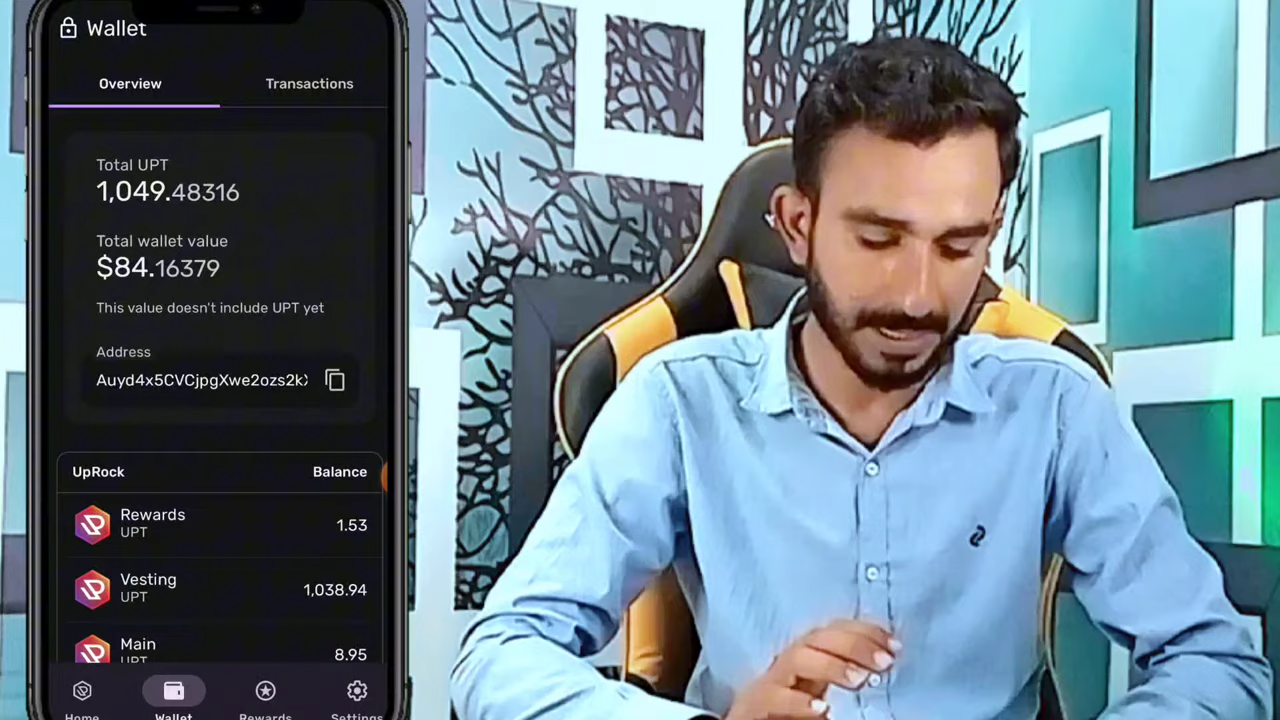 Wallet
Overview
Transactions
Total UPT
1,049.48316
Total wallet value
$84.16379
This value doesn't include UPT yet
Address
Auyd4x5CVCjpgXwe2ozs2k
UpRock
Balance
Rewards
UPT
1.53
Vesting
UPT
1,038.94
Main
UPT
8.95
Home
Wallet
Rewards
Settings